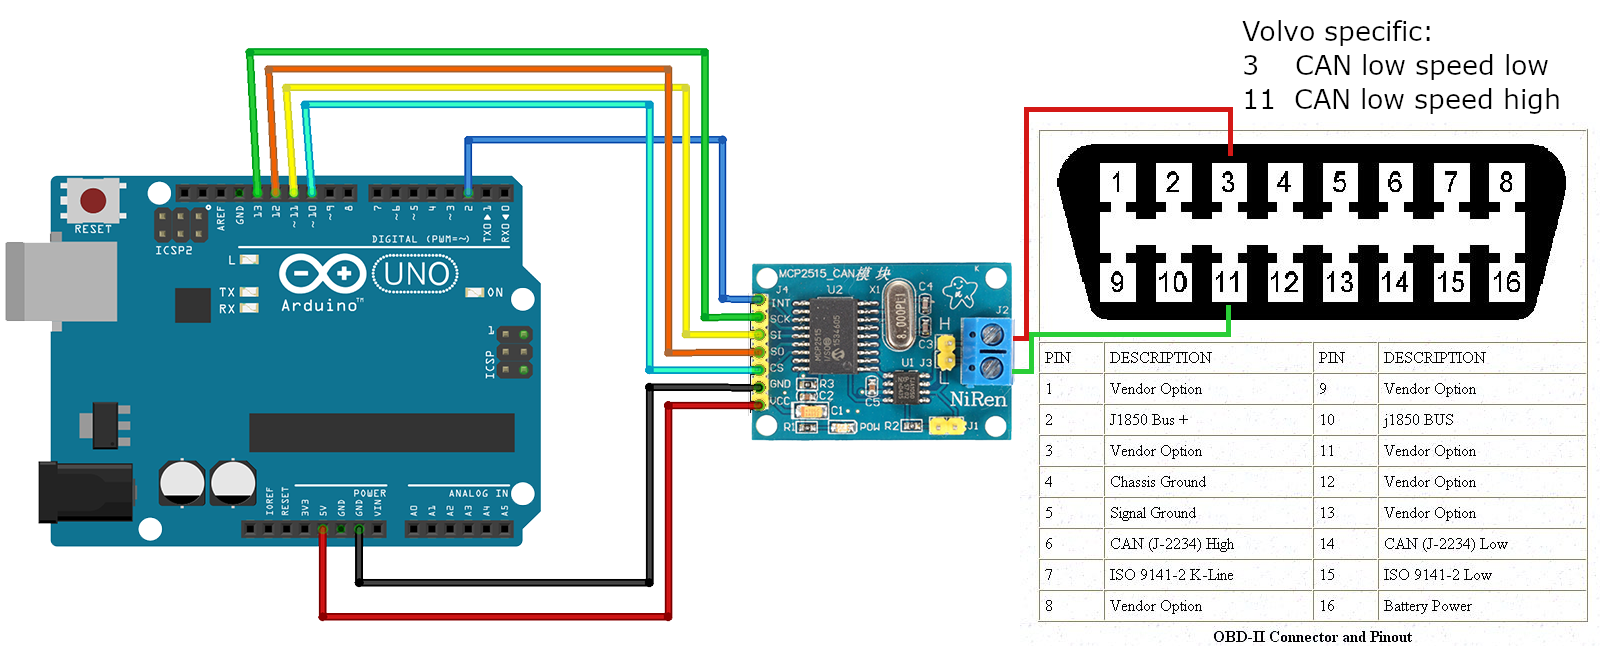 Volvo specific:
3 CAN low speed low
11 CAN low speed high
1 2 3 4 5 6 7 8
9 10 11 12 13 14 15 16
PIN DESCRIPTION PIN DESCRIPTION
1 Vendor Option 9 Vendor Option
2 J1850 Bus + 10 j1850 BUS
3 Vendor Option 11 Vendor Option
4 Chassis Ground 12 Vendor Option
5 Signal Ground 13 Vendor Option
6 CAN (J-2234) High 14 CAN (J-2234) Low
7 ISO 9141-2 K-Line 15 ISO 9141-2 Low
8 Vendor Option 16 Battery Power
OBD-II Connector and Pinout
RESET
ICSP2
AREF
GND
13
12
~11
~10
~9
8
7
~6
~5
4
~3
2
TX0▶
RX0◀
DIGITAL (PWM=~)
L
TX
RX
UNO
Arduino™
ON
1
ICSP
POWER
ANALOG IN
IOREF
RESET
3V3
5V
GND
GND
VIN
A0
A1
A2
A3
A4
A5
MCP2515_CAN模块
K
J4
U2
X1
C4
J2
INT
SCK
SI
SO
CS
GND
VCC
MCP2515
1534605
8.000PLI
H
C3
J3
L
U1
R3
C2
C1
C5
R1
POW
R2
J1
NiRen